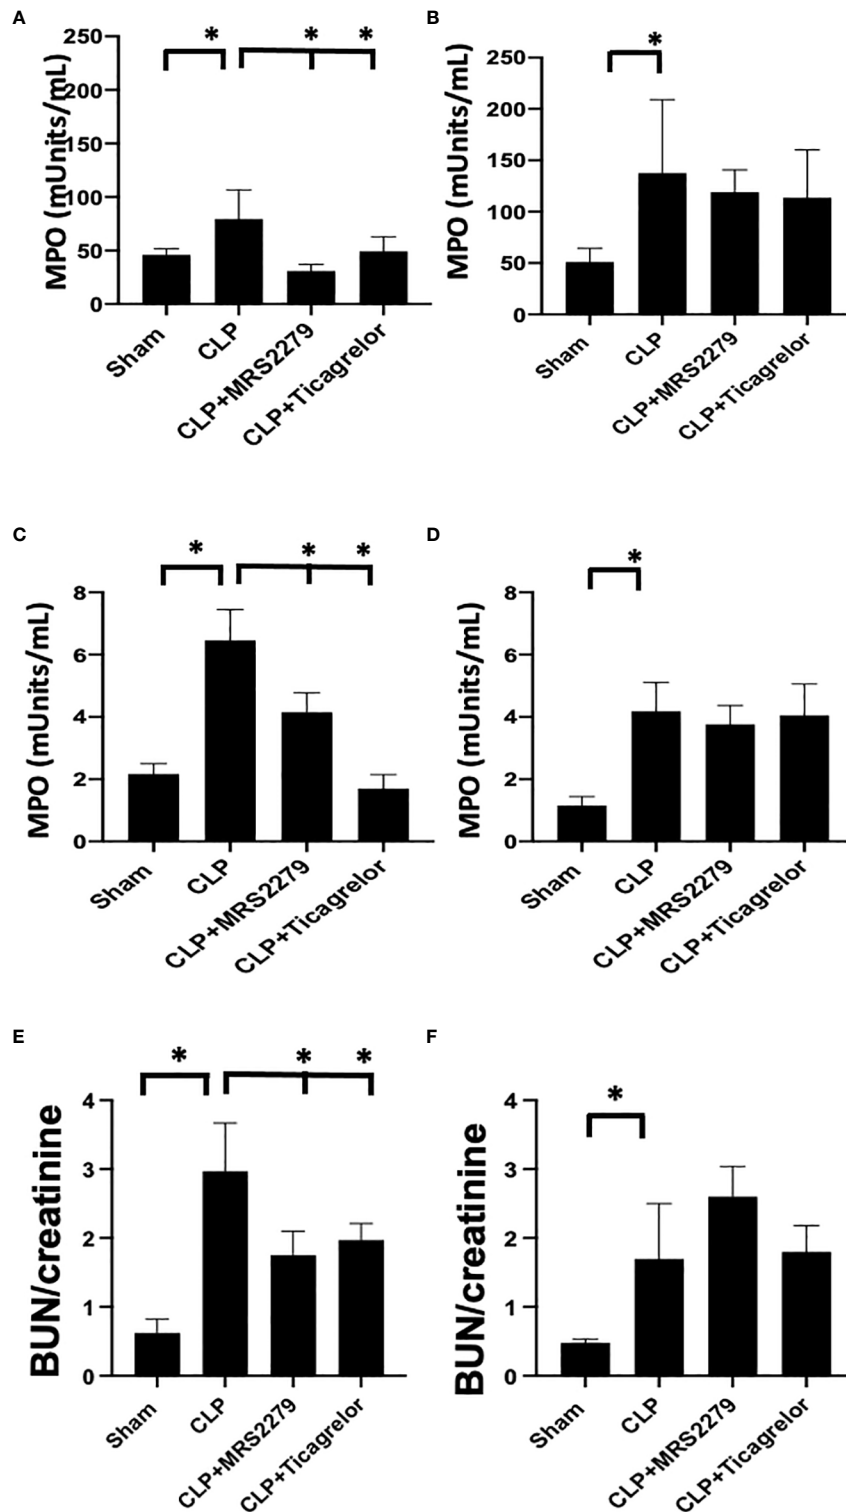 A
MPO (mUnits/mL)
250
200
150
100
50
0
* * *
Sham
CLP
CLP+MRS2279
CLP+Ticagrelor
B
MPO (mUnits/mL)
250
200
150
100
50
0
*
Sham
CLP
CLP+MRS2279
CLP+Ticagrelor
C
MPO (mUnits/mL)
8
6
4
2
0
* * *
Sham
CLP
CLP+MRS2279
CLP+Ticagrelor
D
MPO (mUnits/mL)
8
6
4
2
0
*
Sham
CLP
CLP+MRS2279
CLP+Ticagrelor
E
BUN/creatinine
4
3
2
1
0
* * *
Sham
CLP
CLP+MRS2279
CLP+Ticagrelor
F
BUN/creatinine
4
3
2
1
0
*
Sham
CLP
CLP+MRS2279
CLP+Ticagrelor